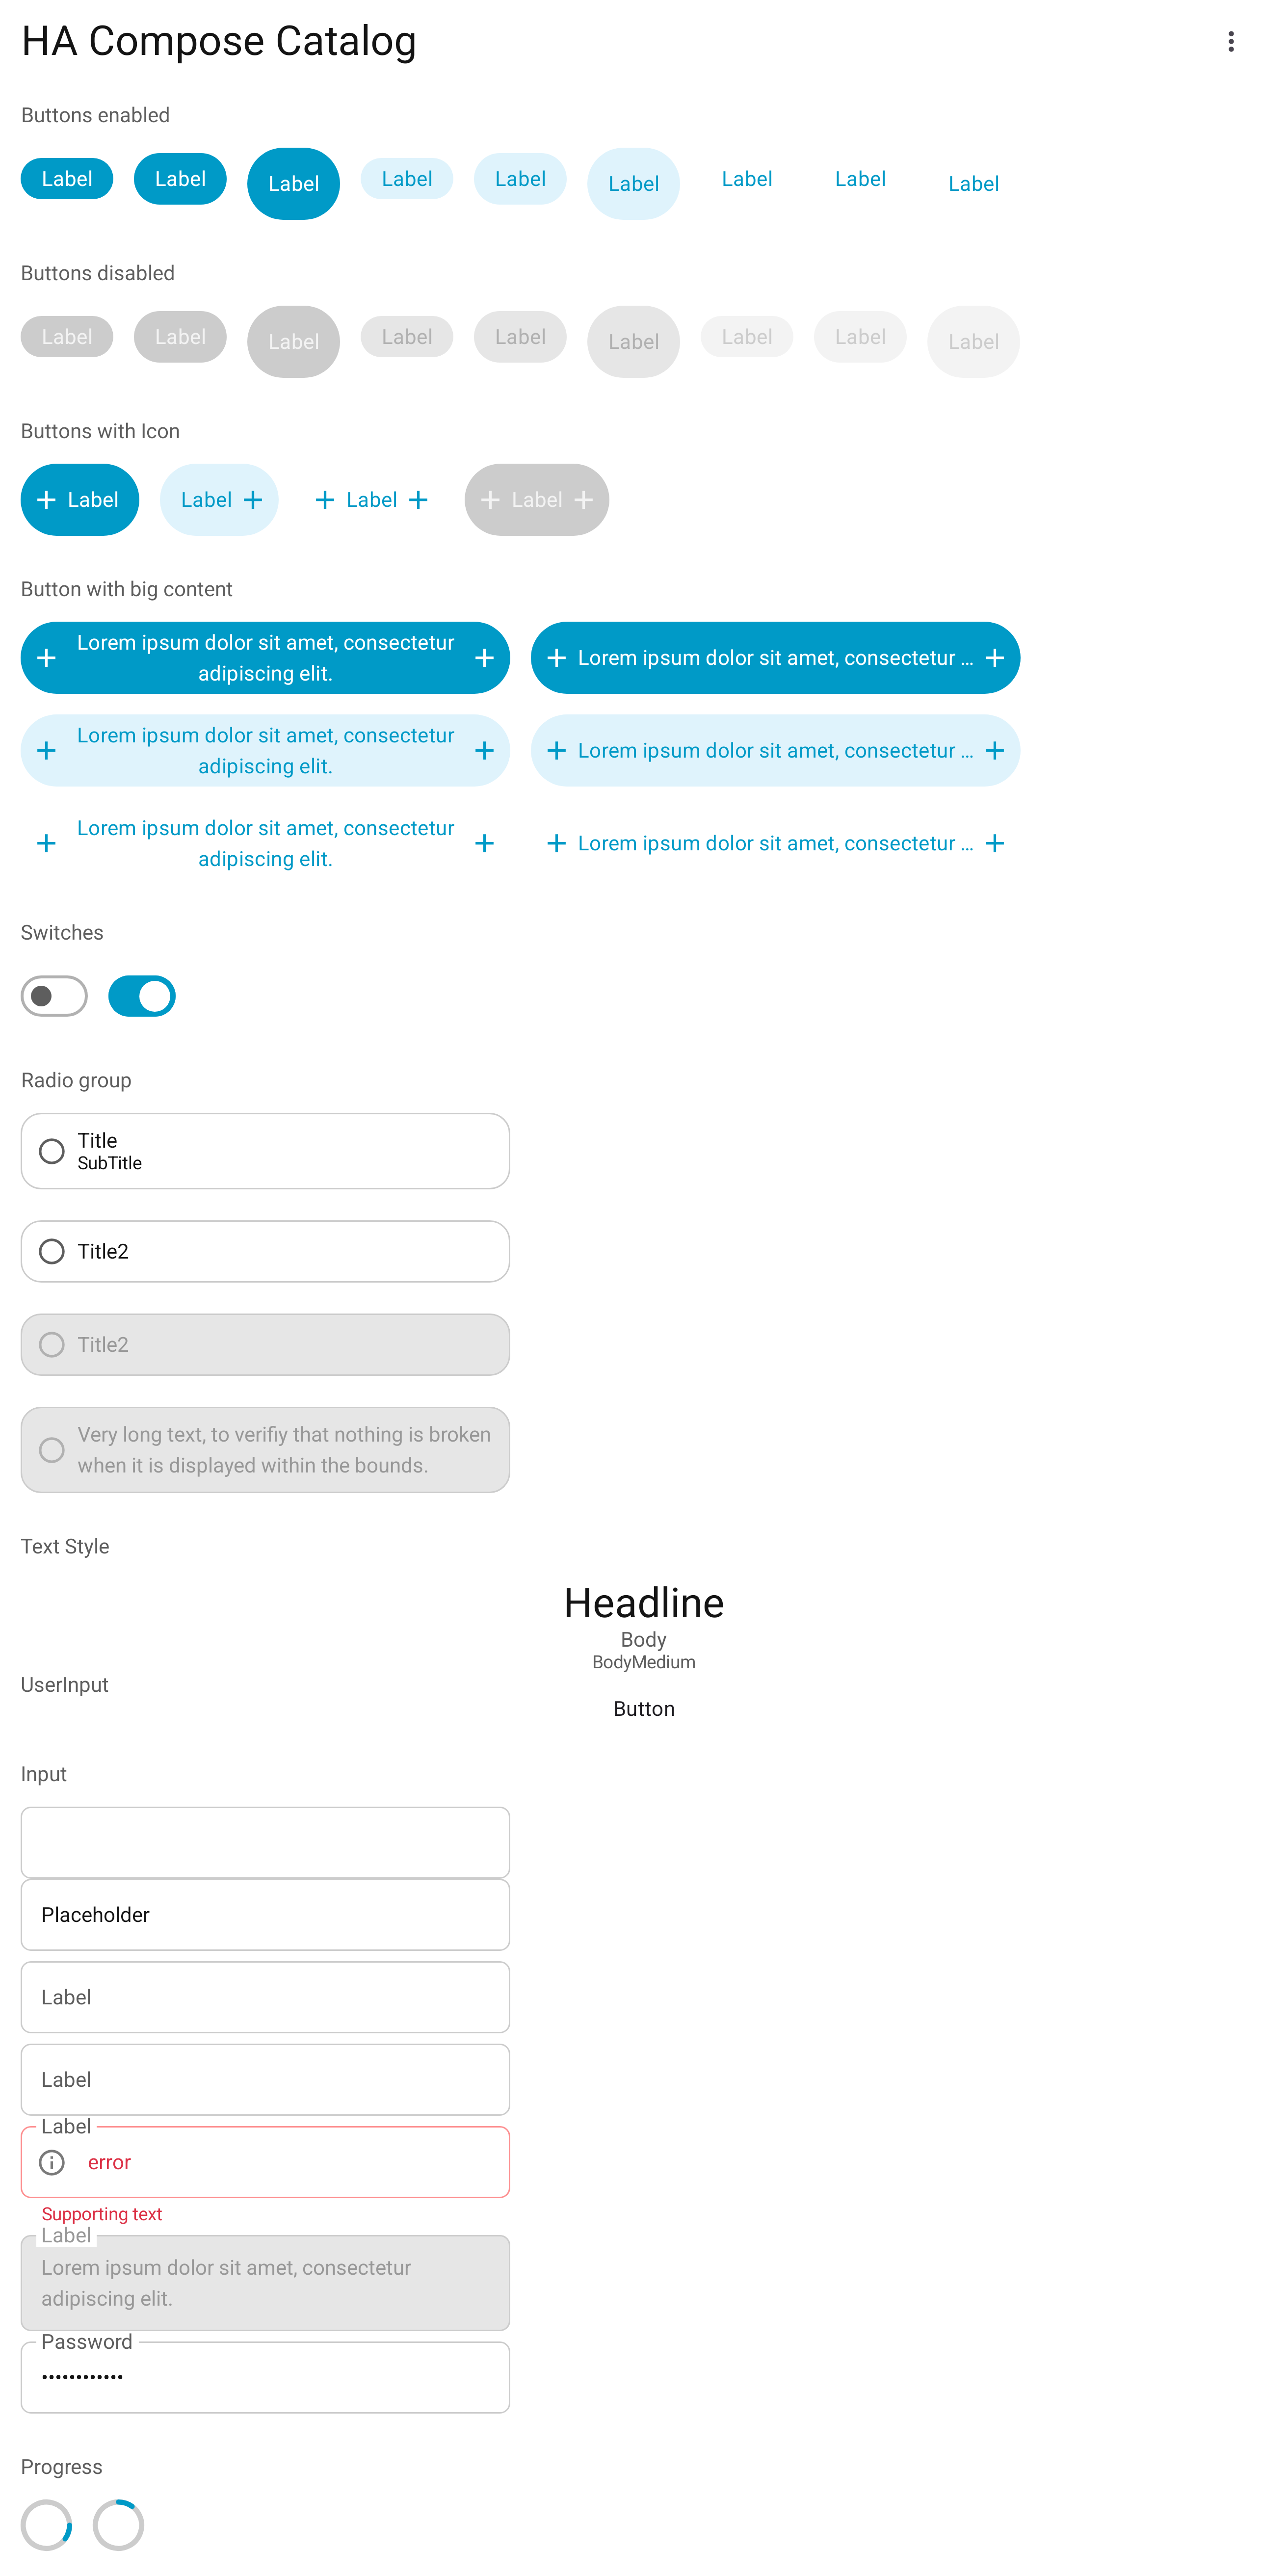 HA Compose Catalog
Buttons enabled
Label Label Label Label Label Label Label Label Label
Buttons disabled
Label Label Label Label Label Label Label Label Label
Buttons with Icon
Label Label Label Label
Button with big content
Lorem ipsum dolor sit amet, consectetur
adipiscing elit.
Lorem ipsum dolor sit amet, consectetur ...
Lorem ipsum dolor sit amet, consectetur
adipiscing elit.
Lorem ipsum dolor sit amet, consectetur ...
Lorem ipsum dolor sit amet, consectetur
adipiscing elit.
Lorem ipsum dolor sit amet, consectetur ...
Switches
Radio group
Title
SubTitle
Title2
Title2
Very long text, to verifiy that nothing is broken
when it is displayed within the bounds.
Text Style
Headline
Body
BodyMedium
UserInput
Button
Input
Placeholder
Label
Label
Label
error
Supporting text
Label
Lorem ipsum dolor sit amet, consectetur
adipiscing elit.
Password
••••••••••••
Progress